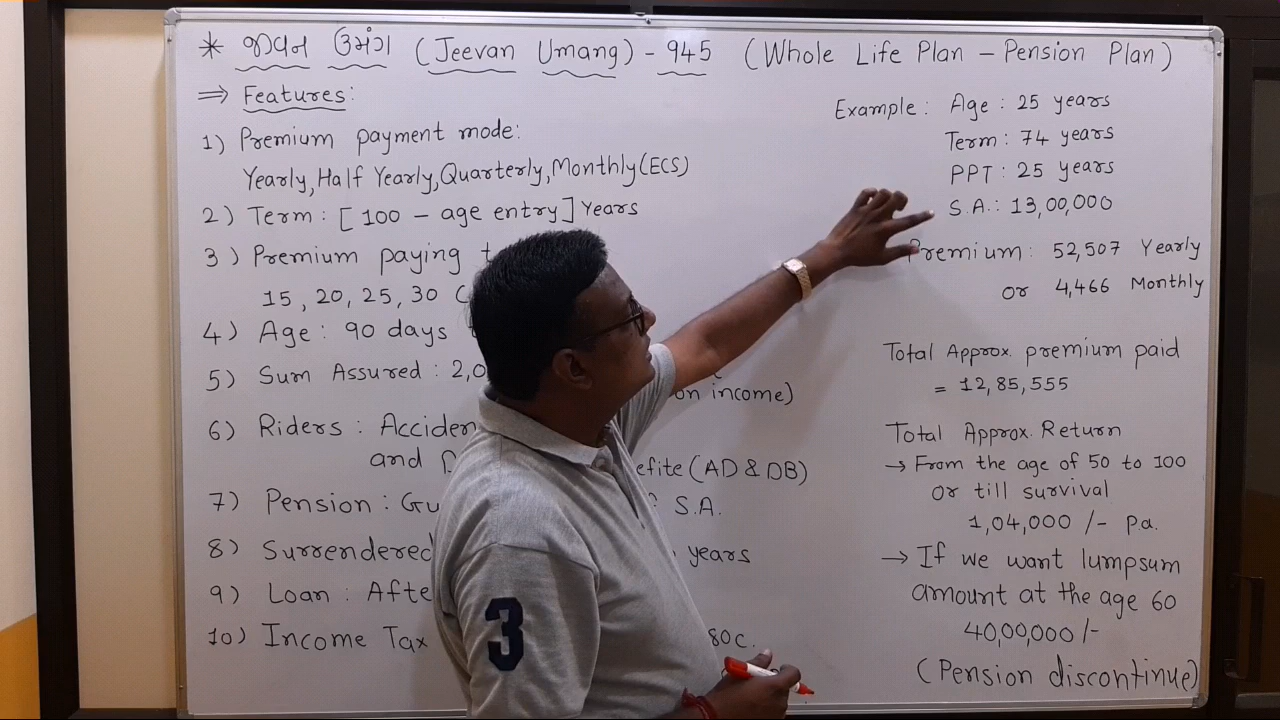 * જીવન ઉમંગ (Jeevan Umang) - 945 (Whole Life Plan - Pension Plan)
⇒ Features:
1) Premium payment mode:
Yearly, Half Yearly, Quarterly, Monthly (ECS)
2) Term: [100 - age entry] Years
3) Premium paying
15, 20, 25, 30
4) Age: 90 days
5) Sum Assured: 2,0
income)
6) Riders:
and
(AD & DB)
7) Pension: S.A.
8) Surrendered years
9) Loan:
10) Income Tax 80C.
Example: Age: 25 years
Term: 74 years
PPT: 25 years
S.A.: 13,00,000
Premium: 52,507 Yearly
or 4,466 Monthly
Total Approx. premium paid
= 12,85,555
Total Approx. Return
→ From the age of 50 to 100
or till survival
1,04,000 /- pa.
→ If we want lumpsum
amount at the age 60
40,00,000/-
(Pension discontinue)
3